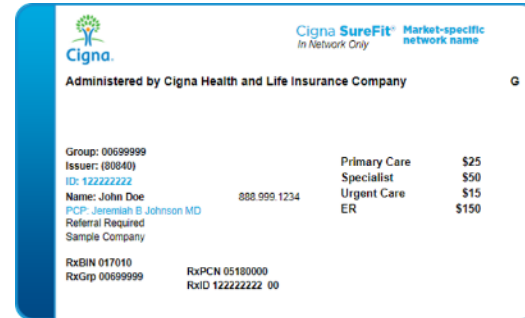 Cigna.
Cigna SureFit® Market-specific
In Network Only network name
Administered by Cigna Health and Life Insurance Company G
Group: 00699999
Issuer: (80840)
ID: 122222222
Name: John Doe 888.999.1234
PCP: Jeremiah B Johnson MD
Referral Required
Sample Company
Primary Care $25
Specialist $50
Urgent Care $15
ER $150
RxBIN 017010
RxGrp 00699999
RxPCN 05180000
RxID 122222222 00